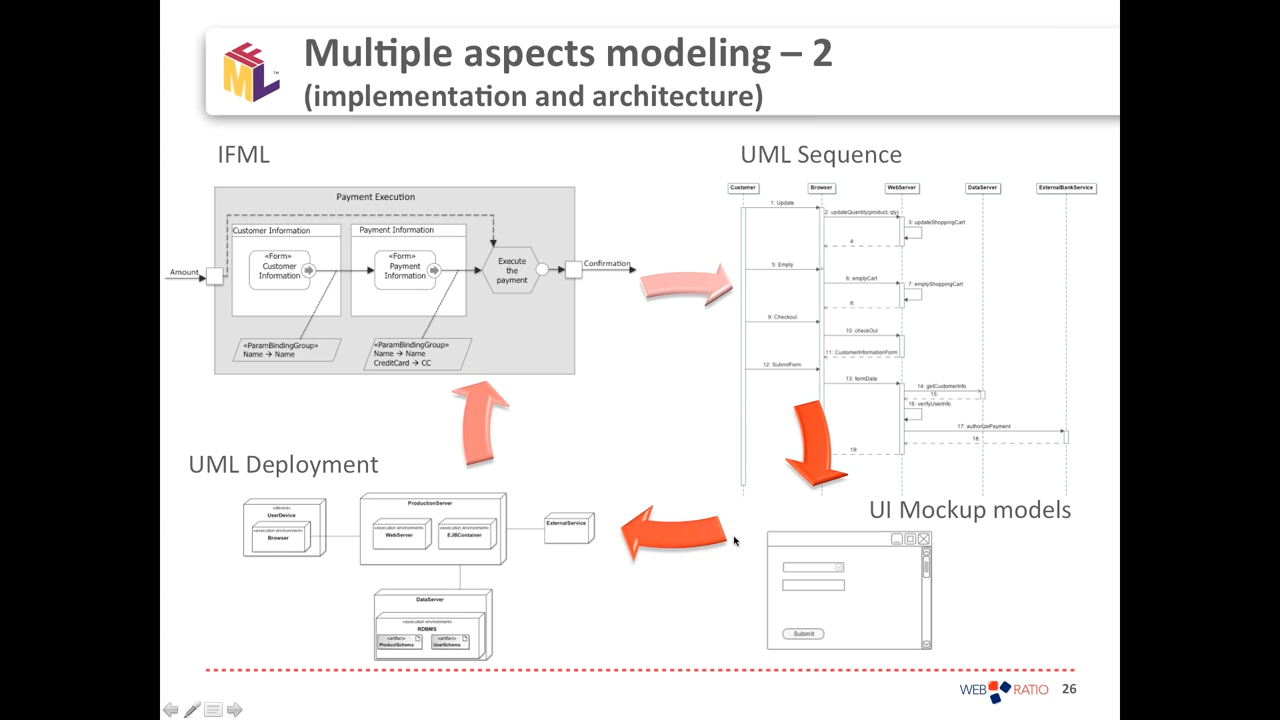 IFML
™
Multiple aspects modeling – 2
(implementation and architecture)
IFML
Payment Execution
Customer Information
«Form»
Customer
Information
Payment Information
«Form»
Payment
Information
Execute
the
payment
Amount
Confirmation
«ParamBindingGroup»
Name → Name
«ParamBindingGroup»
Name → Name
CreditCard → CC
UML Sequence
Customer
Browser
WebServer
DataServer
ExternalBankService
1: Update
2: updateQuantity(product, qty)
3: updateShoppingCart
4:
5: Empty
6: emptyCart
7: emptyShoppingCart
8:
9: Checkout
10: checkOut
11: CustomerInformationForm
12: SubmitForm
13: formData
14: getCustomerInfo
15:
16: verifyUserInfo
17: authorizePayment
18:
19:
UML Deployment
«device»
UserDevice
«execution environment»
Browser
ProductionServer
«execution environment»
WebServer
«execution environment»
EJBContainer
ExternalService
DataServer
«execution environment»
RDBMS
«artifact»
ProductSchema
«artifact»
UserSchema
UI Mockup models
Submit
WEB RATIO
26